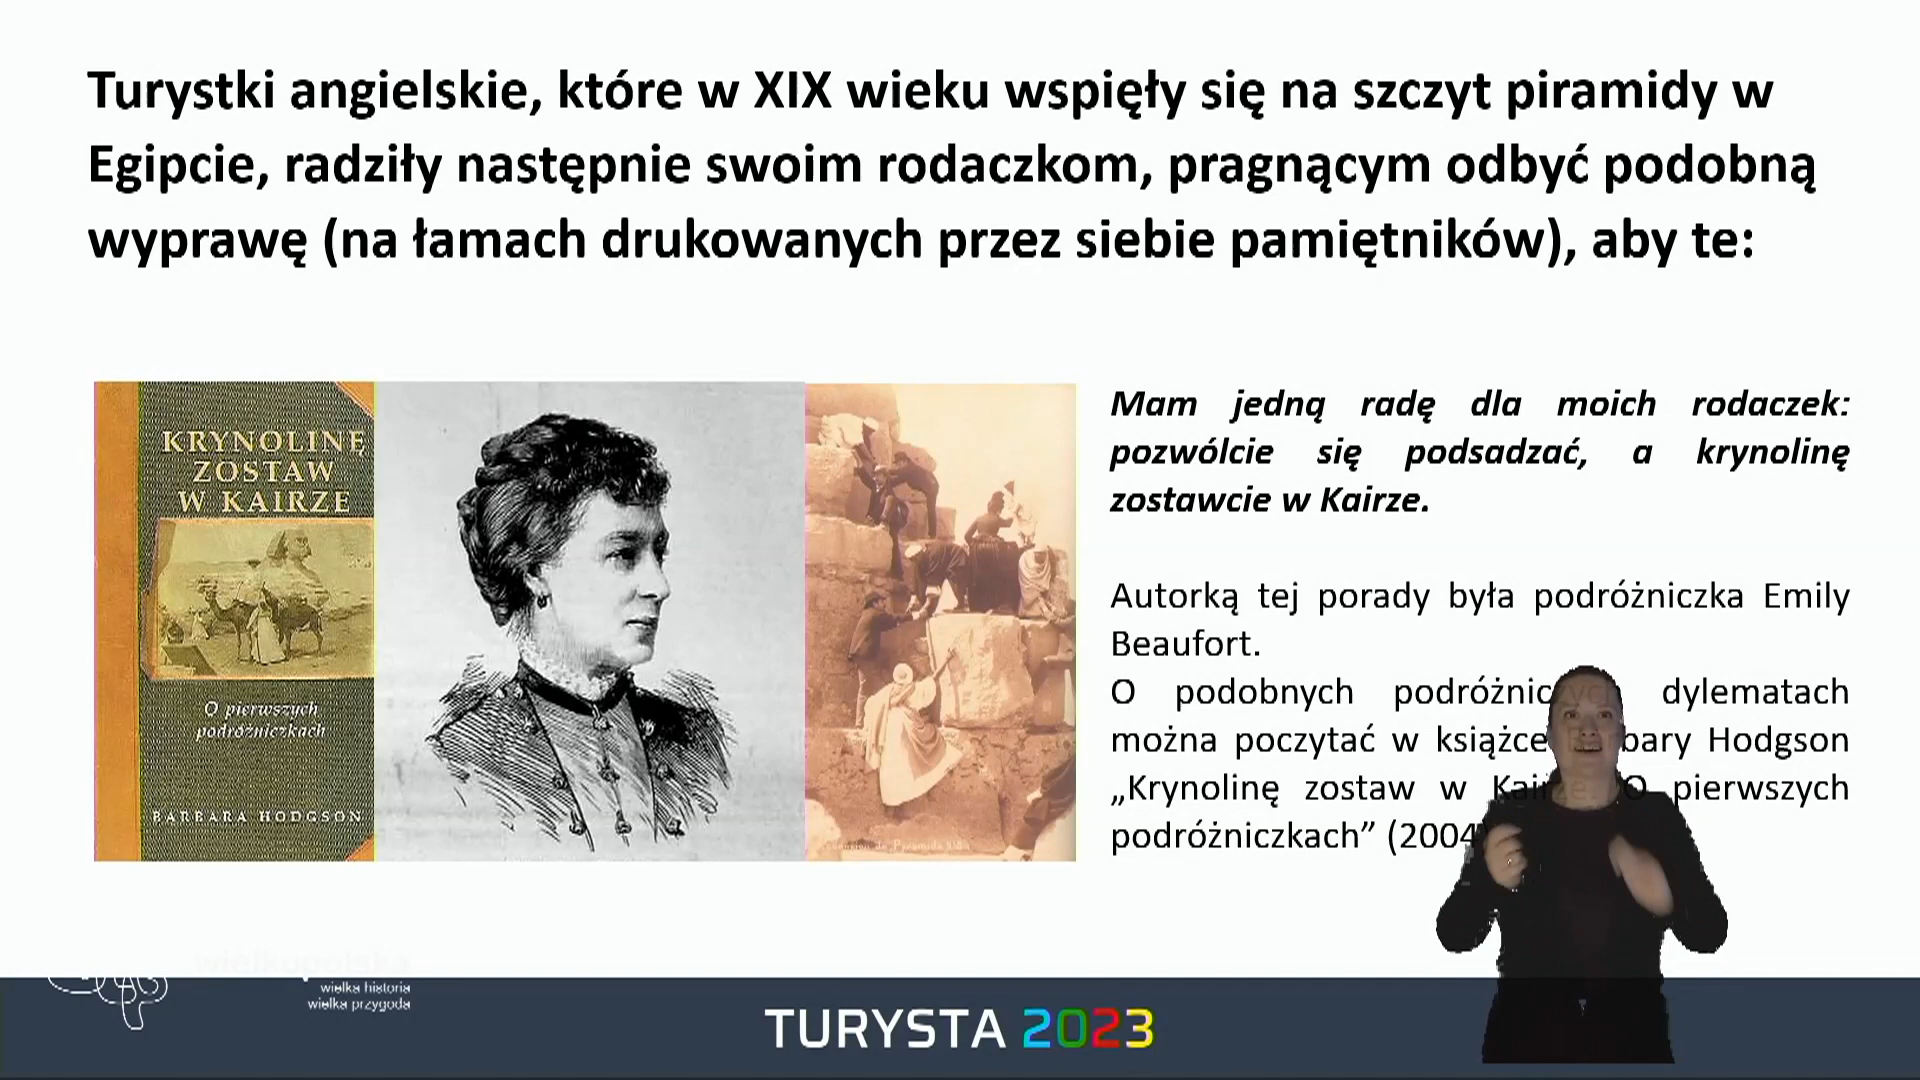 Turystki angielskie, które w XIX wieku wspięły się na szczyt piramidy w
Egipcie, radziły następnie swoim rodaczkom, pragnącym odbyć podobną
wyprawę (na łamach drukowanych przez siebie pamiętników), aby te:
KRYNOLINĘ
ZOSTAW
W KAIRZE
O pierwszych
podróżniczkach
BARBARA HODGSON
Mam jedną radę dla moich rodaczek:
pozwólcie się podsadzać, a krynolinę
zostawcie w Kairze.
Autorką tej porady była podróżniczka Emily
Beaufort.
O podobnych dylematach
można poczytać w książce Hodgson
„Krynolinę zostaw w O pierwszych
podróżniczkach” (2004
wielkopolska
wielka historia
wielka przygoda
TURYSTA 2023